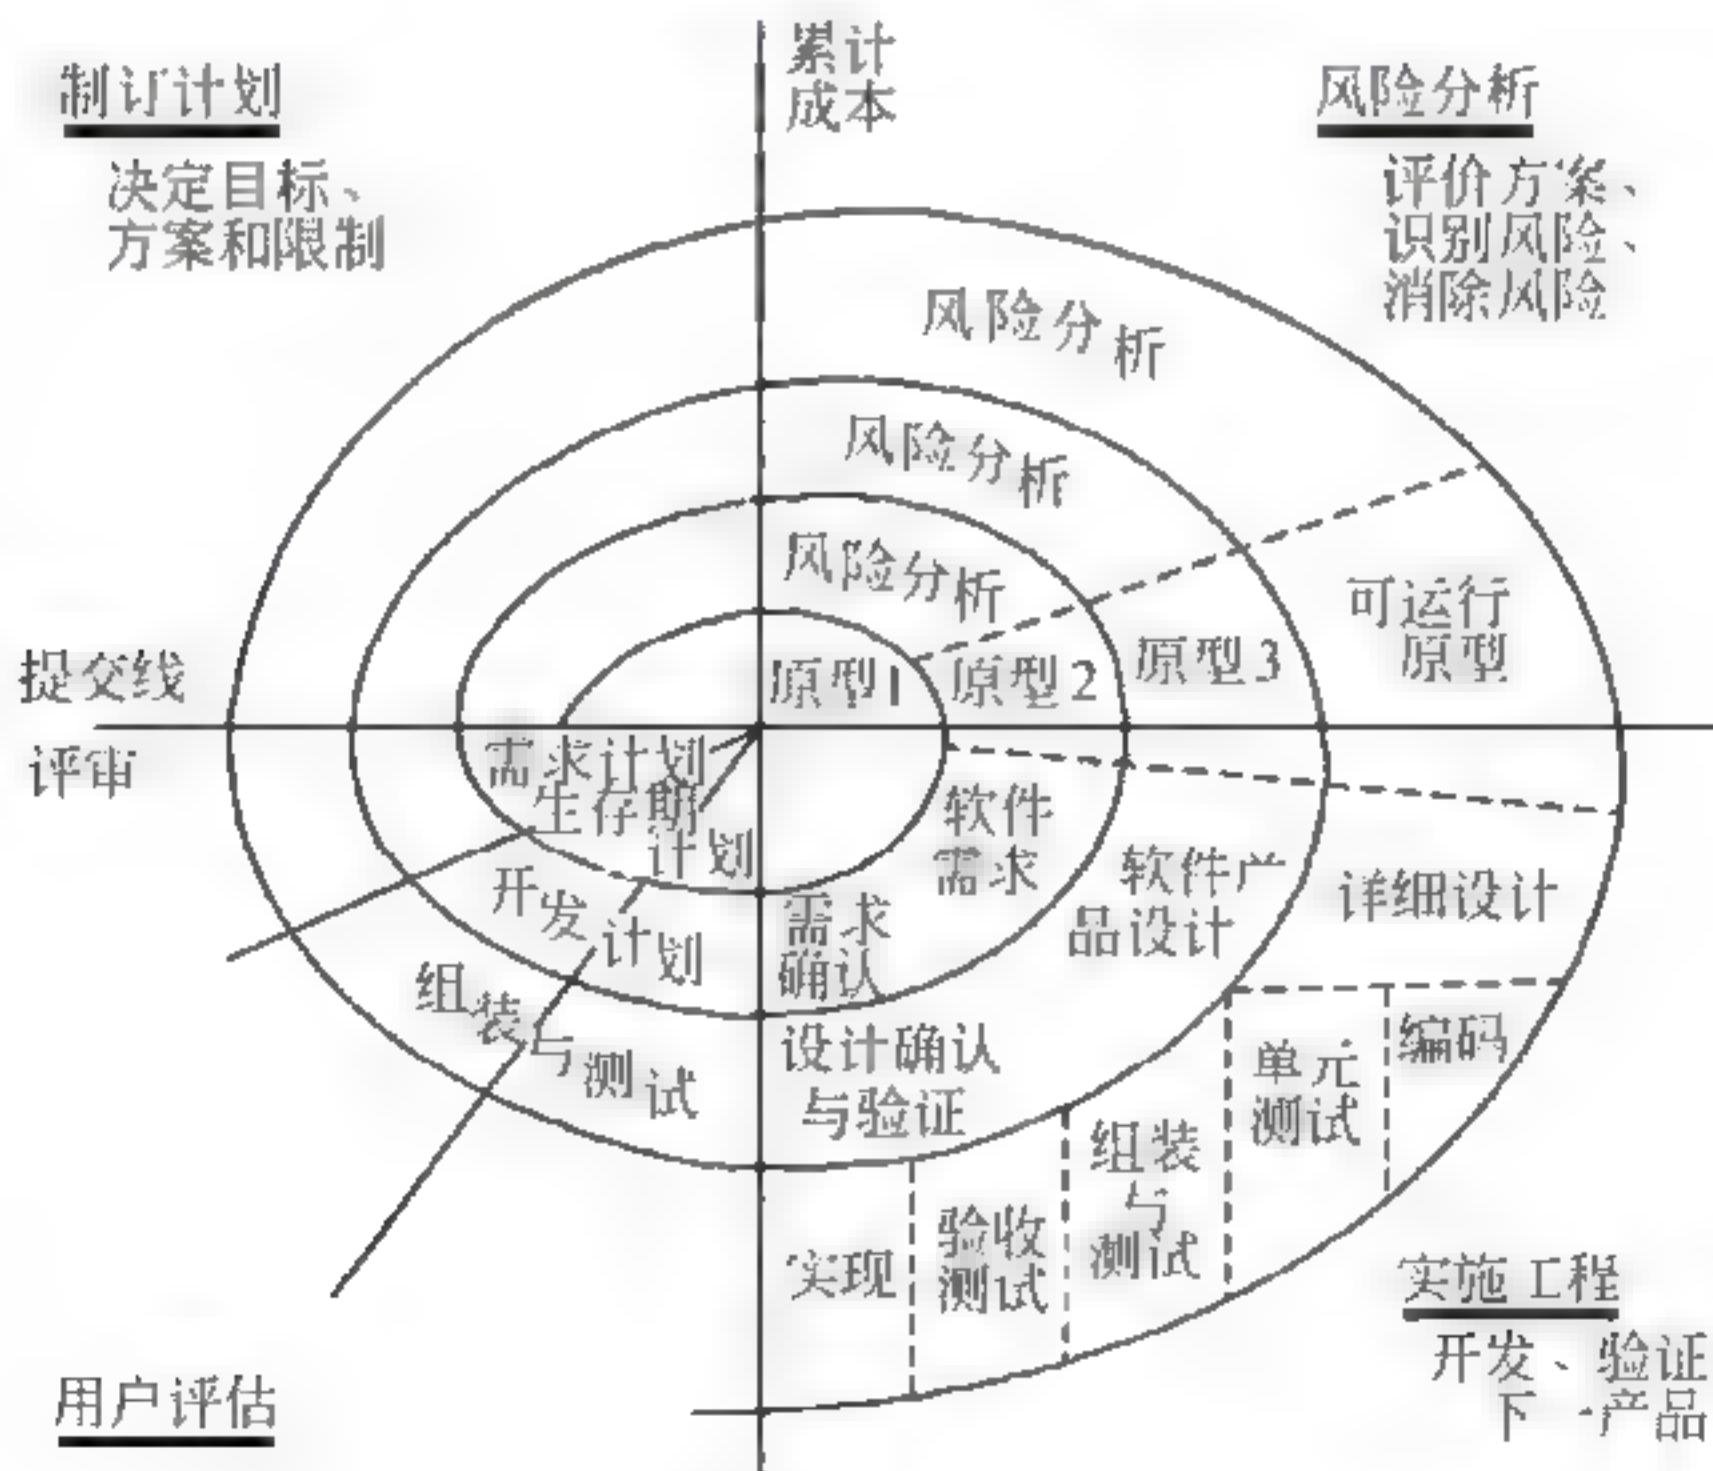 累计
成本
制订计划
决定目标、
方案和限制
风险分析
评价方案、
识别风险、
消除风险
风险分析
风险分析
风险分析
可运行
原型
原型1
原型2
原型3
提交线
评审
需求计划
生存期
计划
软件
需求
软件产
品设计
详细设计
开发计划
需求
确认
组装与测试
设计确认
与验证
单元
测试
编码
组装
与
测试
验收
测试
实现
实施工程
开发、验证
下一产品
用户评估